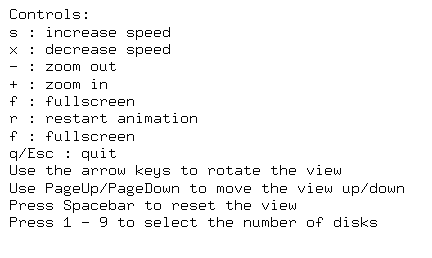 Controls:
s : increase speed
x : decrease speed
- : zoom out
+ : zoom in
f : fullscreen
r : restart animation
f : fullscreen
q/Esc : quit
Use the arrow keys to rotate the view
Use PageUp/PageDown to move the view up/down
Press Spacebar to reset the view
Press 1 - 9 to select the number of disks